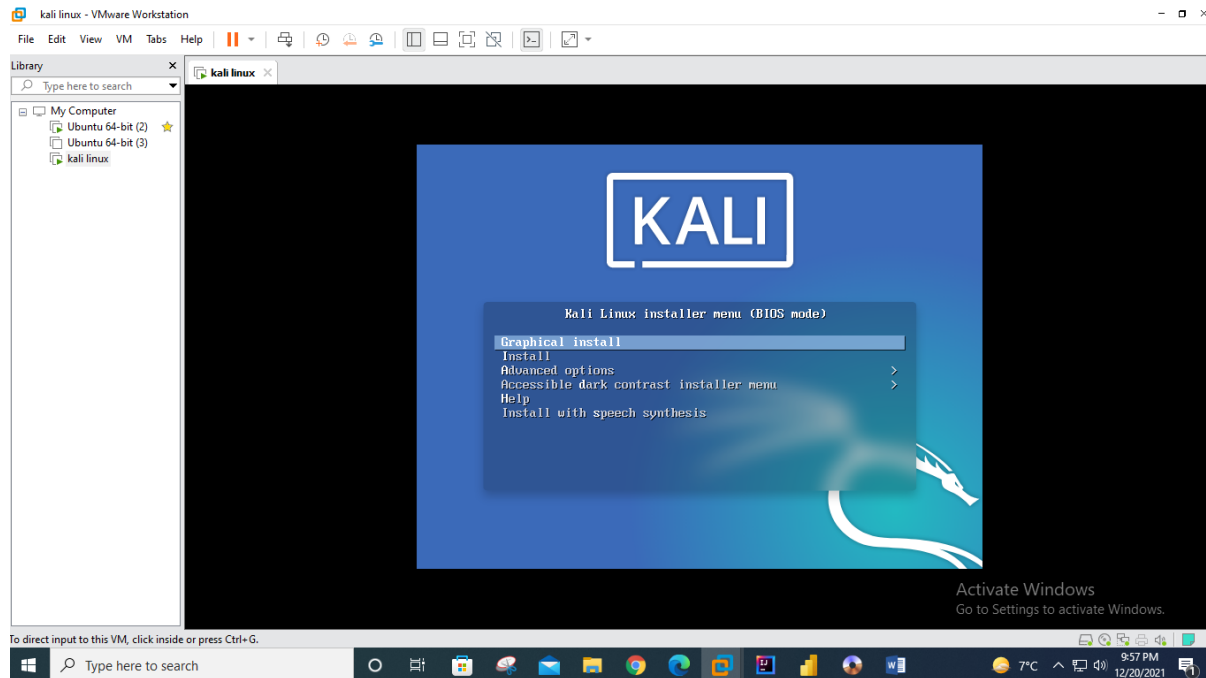 kali linux - VMware Workstation
File Edit View VM Tabs Help
Library
kali linux
Type here to search
My Computer
Ubuntu 64-bit (2)
Ubuntu 64-bit (3)
kali linux
KALI
Kali Linux installer menu (BIOS mode)
Graphical install
Install
Advanced options >
Accessible dark contrast installer menu >
Help
Install with speech synthesis
Activate Windows
Go to Settings to activate Windows.
To direct input to this VM, click inside or press Ctrl+G.
Type here to search
7°C
9:57 PM
12/20/2021
1